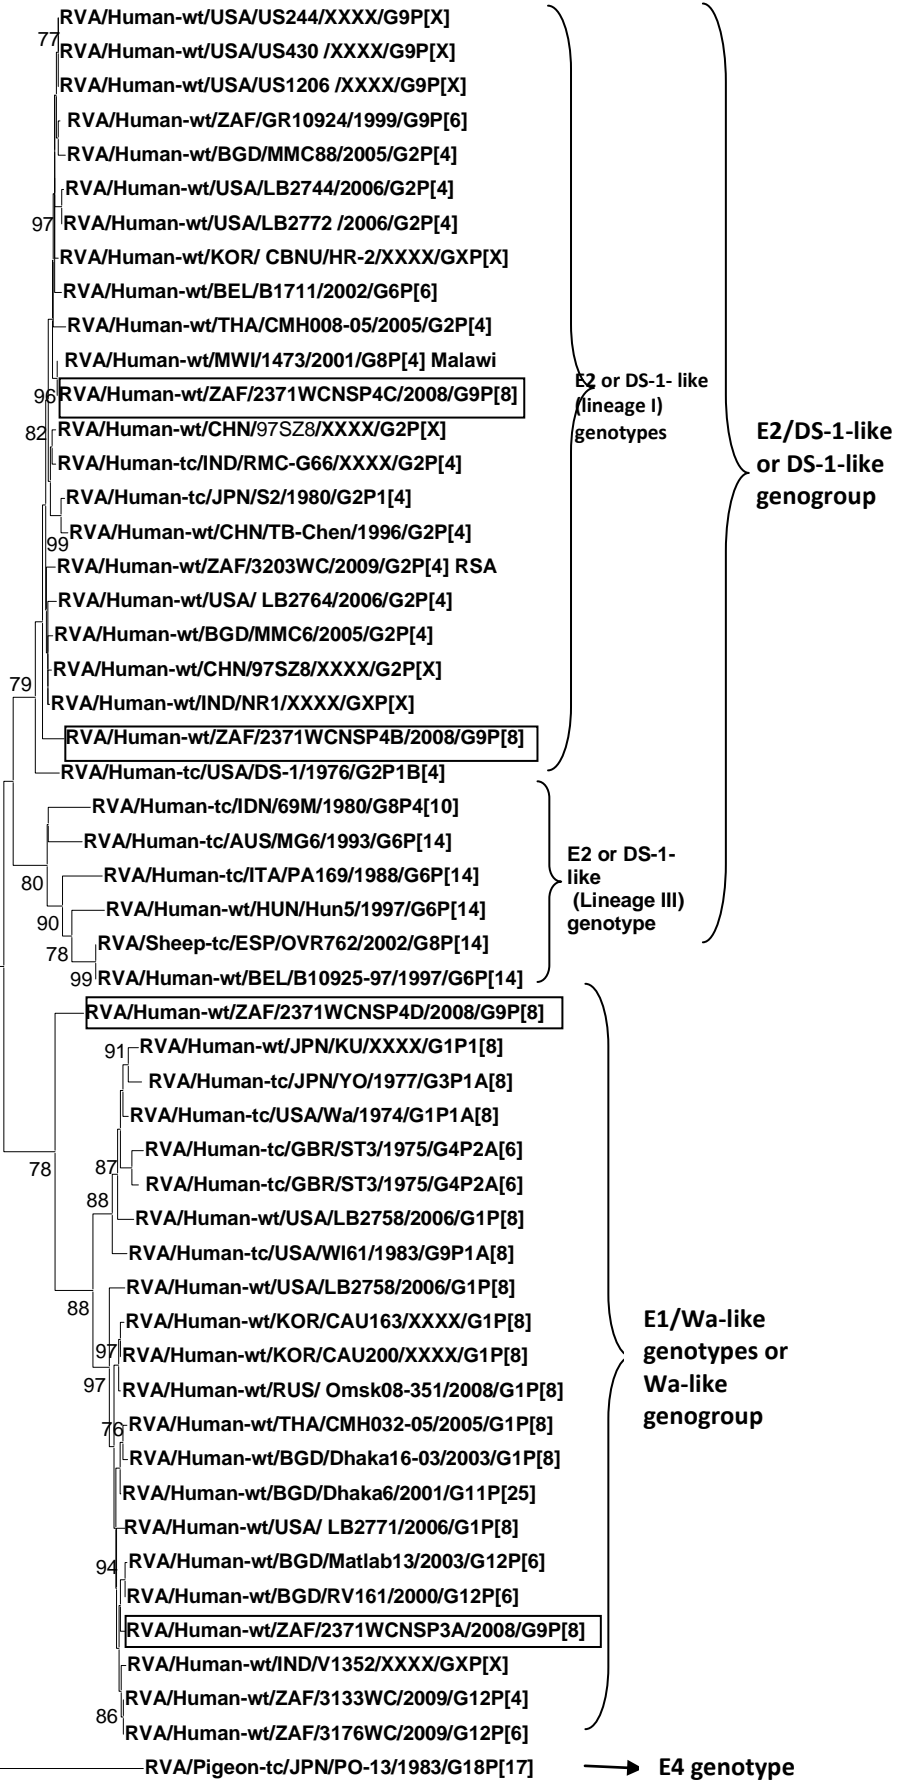 RVA/Human-wt/USA/US244/XXXX/G9P[X]
77
RVA/Human-wt/USA/US430 /XXXX/G9P[X]
RVA/Human-wt/USA/US1206 /XXXX/G9P[X]
RVA/Human-wt/ZAF/GR10924/1999/G9P[6]
RVA/Human-wt/BGD/MMC88/2005/G2P[4]
RVA/Human-wt/USA/LB2744/2006/G2P[4]
97
RVA/Human-wt/USA/LB2772 /2006/G2P[4]
RVA/Human-wt/KOR/ CBNU/HR-2/XXXX/GXP[X]
RVA/Human-wt/BEL/B1711/2002/G6P[6]
RVA/Human-wt/THA/CMH008-05/2005/G2P[4]
RVA/Human-wt/MWI/1473/2001/G8P[4] Malawi
96
RVA/Human-wt/ZAF/2371WCNSP4C/2008/G9P[8]
82
RVA/Human-wt/CHN/97SZ8/XXXX/G2P[X]
RVA/Human-tc/IND/RMC-G66/XXXX/G2P[4]
RVA/Human-tc/JPN/S2/1980/G2P1[4]
RVA/Human-wt/CHN/TB-Chen/1996/G2P[4]
99
RVA/Human-wt/ZAF/3203WC/2009/G2P[4] RSA
RVA/Human-wt/USA/ LB2764/2006/G2P[4]
RVA/Human-wt/BGD/MMC6/2005/G2P[4]
RVA/Human-wt/CHN/97SZ8/XXXX/G2P[X]
79
RVA/Human-wt/IND/NR1/XXXX/GXP[X]
RVA/Human-wt/ZAF/2371WCNSP4B/2008/G9P[8]
RVA/Human-tc/USA/DS-1/1976/G2P1B[4]
E2 or DS-1- like
(lineage I)
genotypes
E2/DS-1-like
or DS-1-like
genogroup
RVA/Human-tc/IDN/69M/1980/G8P4[10]
RVA/Human-tc/AUS/MG6/1993/G6P[14]
RVA/Human-tc/ITA/PA169/1988/G6P[14]
80
RVA/Human-wt/HUN/Hun5/1997/G6P[14]
90
RVA/Sheep-tc/ESP/OVR762/2002/G8P[14]
78
99
RVA/Human-wt/BEL/B10925-97/1997/G6P[14]
E2 or DS-1-
like
(Lineage III)
genotype
RVA/Human-wt/ZAF/2371WCNSP4D/2008/G9P[8]
91
RVA/Human-wt/JPN/KU/XXXX/G1P1[8]
RVA/Human-tc/JPN/YO/1977/G3P1A[8]
RVA/Human-tc/USA/Wa/1974/G1P1A[8]
RVA/Human-tc/GBR/ST3/1975/G4P2A[6]
78
87
RVA/Human-tc/GBR/ST3/1975/G4P2A[6]
88
RVA/Human-wt/USA/LB2758/2006/G1P[8]
RVA/Human-tc/USA/WI61/1983/G9P1A[8]
RVA/Human-wt/USA/LB2758/2006/G1P[8]
88
RVA/Human-wt/KOR/CAU163/XXXX/G1P[8]
97
RVA/Human-wt/KOR/CAU200/XXXX/G1P[8]
97
RVA/Human-wt/RUS/ Omsk08-351/2008/G1P[8]
76
RVA/Human-wt/THA/CMH032-05/2005/G1P[8]
RVA/Human-wt/BGD/Dhaka16-03/2003/G1P[8]
RVA/Human-wt/BGD/Dhaka6/2001/G11P[25]
RVA/Human-wt/USA/ LB2771/2006/G1P[8]
94
RVA/Human-wt/BGD/Matlab13/2003/G12P[6]
RVA/Human-wt/BGD/RV161/2000/G12P[6]
RVA/Human-wt/ZAF/2371WCNSP3A/2008/G9P[8]
RVA/Human-wt/IND/V1352/XXXX/GXP[X]
RVA/Human-wt/ZAF/3133WC/2009/G12P[4]
86
RVA/Human-wt/ZAF/3176WC/2009/G12P[6]
E1/Wa-like
genotypes or
Wa-like
genogroup
RVA/Pigeon-tc/JPN/PO-13/1983/G18P[17]
E4 genotype